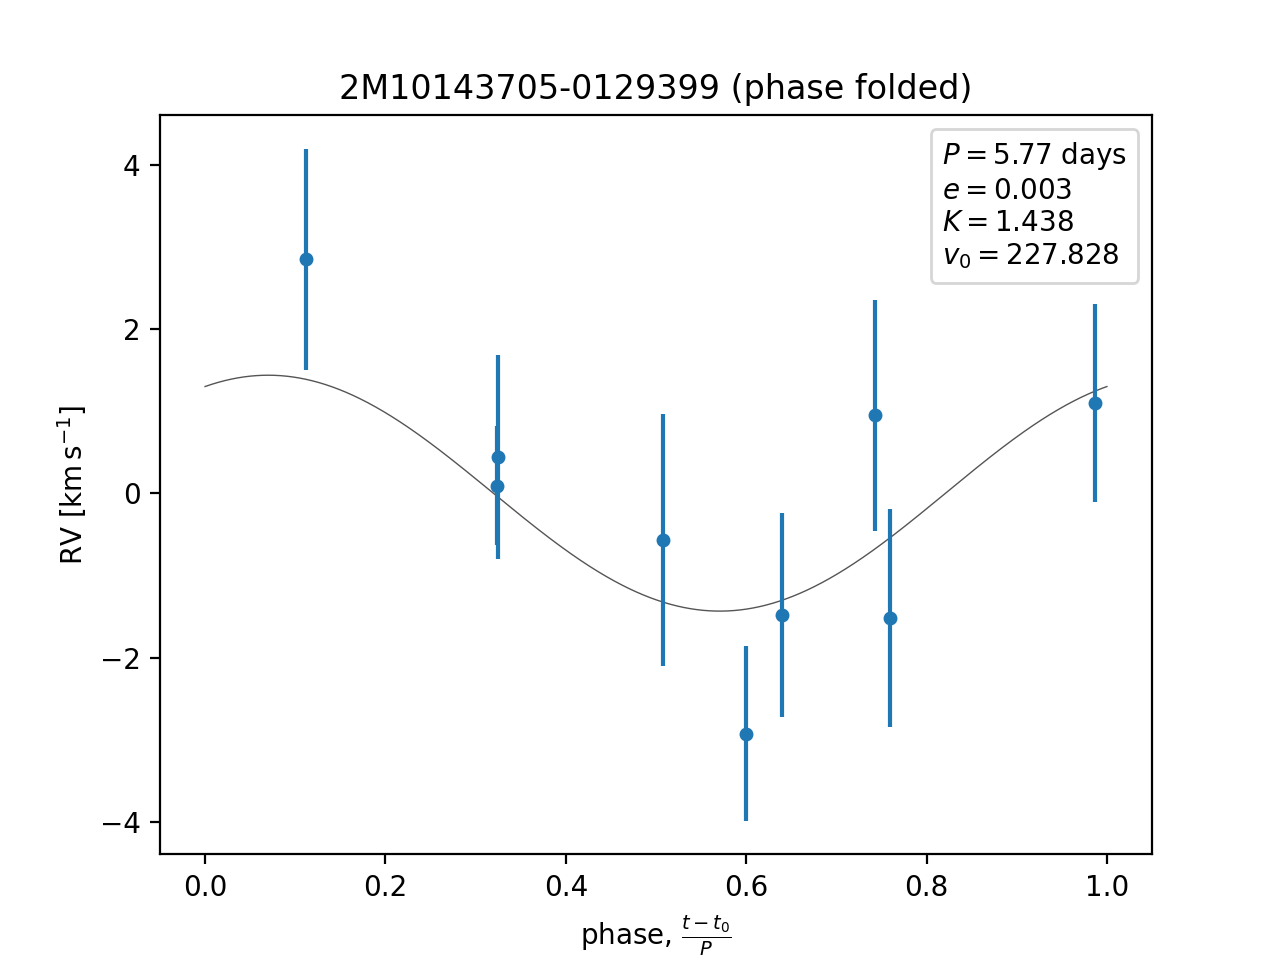 2M10143705-0129399 (phase folded)
P = 5.77 days
e = 0.003
K = 1.438
v₀ = 227.828
4
2
0
−2
−4
RV [km s⁻¹]
0.0 0.2 0.4 0.6 0.8 1.0
phase, (t − t₀)/P